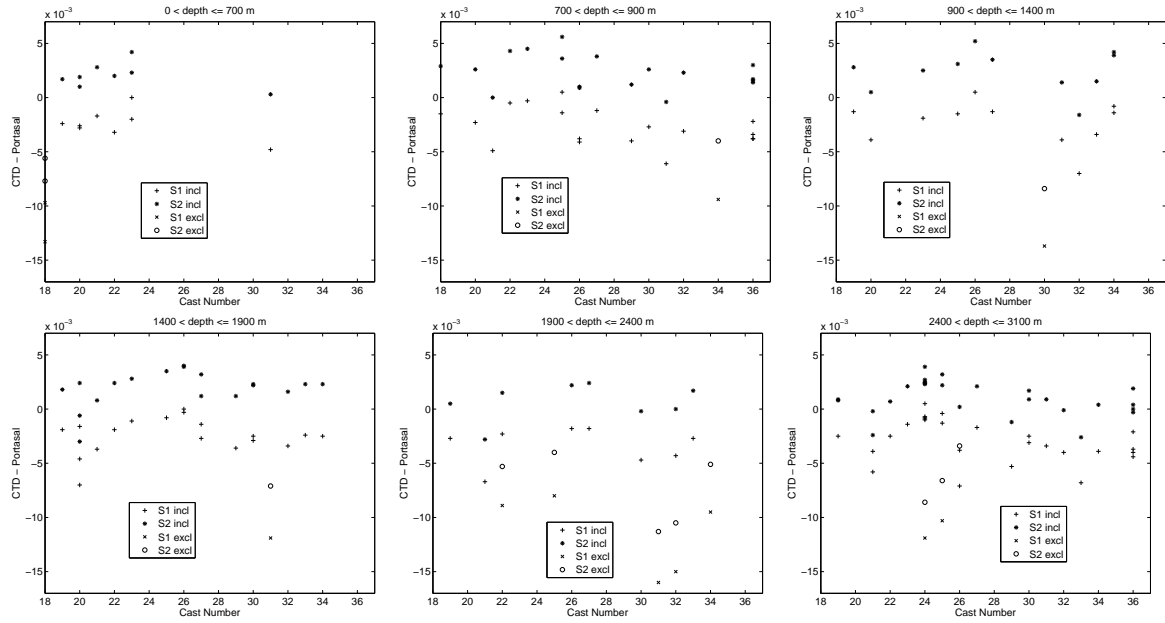 0 < depth <= 700 m
x 10⁻³
5
0
−5
−10
−15
CTD − Portasal
S1 incl
S2 incl
S1 excl
S2 excl
18 20 22 24 26 28 30 32 34 36
Cast Number
700 < depth <= 900 m
x 10⁻³
5
0
−5
−10
−15
S1 incl
S2 incl
S1 excl
S2 excl
18 20 22 24 26 28 30 32 34 36
Cast Number
900 < depth <= 1400 m
x 10⁻³
5
0
−5
−10
−15
S1 incl
S2 incl
S1 excl
S2 excl
18 20 22 24 26 28 30 32 34 36
Cast Number
1400 < depth <= 1900 m
x 10⁻³
5
0
−5
−10
−15
CTD − Portasal
S1 incl
S2 incl
S1 excl
S2 excl
18 20 22 24 26 28 30 32 34 36
Cast Number
1900 < depth <= 2400 m
x 10⁻³
5
0
−5
−10
−15
CTD − Portasal
S1 incl
S2 incl
S1 excl
S2 excl
18 20 22 24 26 28 30 32 34 36
Cast Number
2400 < depth <= 3100 m
x 10⁻³
5
0
−5
−10
−15
CTD − Portasal
S1 incl
S2 incl
S1 excl
S2 excl
18 20 22 24 26 28 30 32 34 36
Cast Number